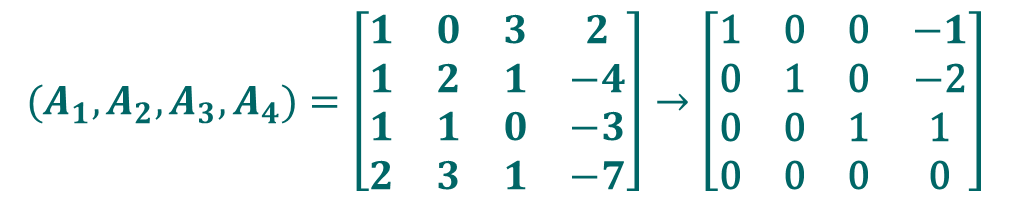 (A₁, A₂, A₃, A₄) = [1 0 3 2; 1 2 1 −4; 1 1 0 −3; 2 3 1 −7] → [1 0 0 −1; 0 1 0 −2; 0 0 1 1; 0 0 0 0]